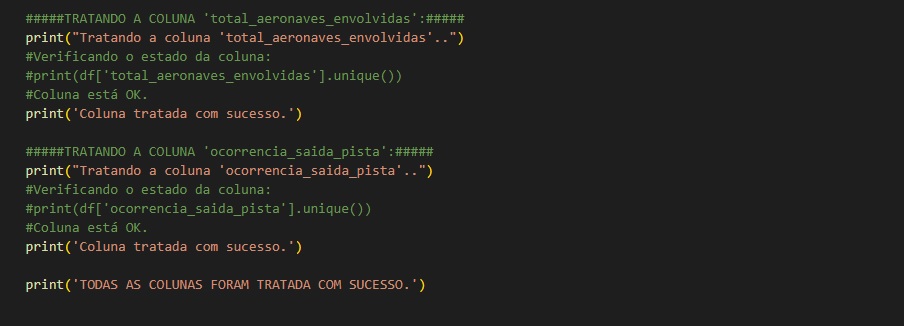 #####TRATANDO A COLUNA 'total_aeronaves_envolvidas':#####
print("Tratando a coluna 'total_aeronaves_envolvidas'..")
#Verificando o estado da coluna:
#print(df['total_aeronaves_envolvidas'].unique())
#Coluna está OK.
print('Coluna tratada com sucesso.')
#####TRATANDO A COLUNA 'ocorrencia_saida_pista':#####
print("Tratando a coluna 'ocorrencia_saida_pista'..")
#Verificando o estado da coluna:
#print(df['ocorrencia_saida_pista'].unique())
#Coluna está OK.
print('Coluna tratada com sucesso.')
print('TODAS AS COLUNAS FORAM TRATADA COM SUCESSO.')